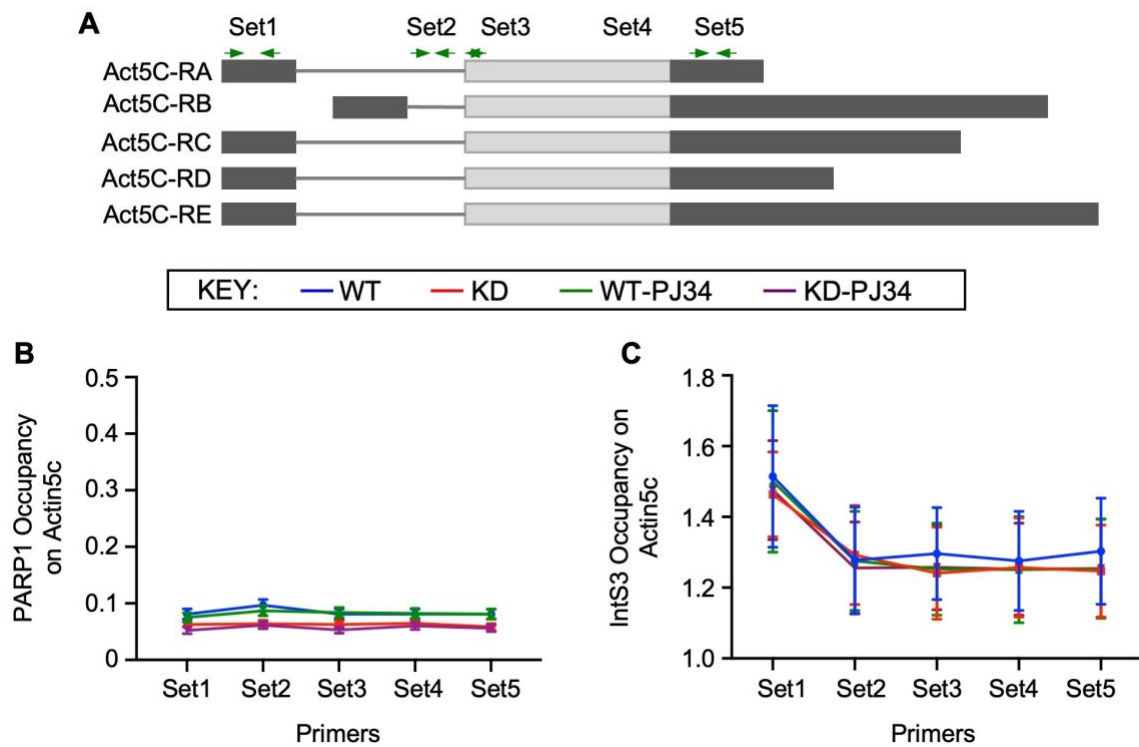 A
Set1 Set2 Set3 Set4 Set5
Act5C-RA
Act5C-RB
Act5C-RC
Act5C-RD
Act5C-RE
KEY: WT KD WT-PJ34 KD-PJ34
B
PARP1 Occupancy
on Actin5c
0.5
0.4
0.3
0.2
0.1
0
Set1 Set2 Set3 Set4 Set5
Primers
C
IntS3 Occupancy on
Actin5c
1.8
1.6
1.4
1.2
1.0
Set1 Set2 Set3 Set4 Set5
Primers